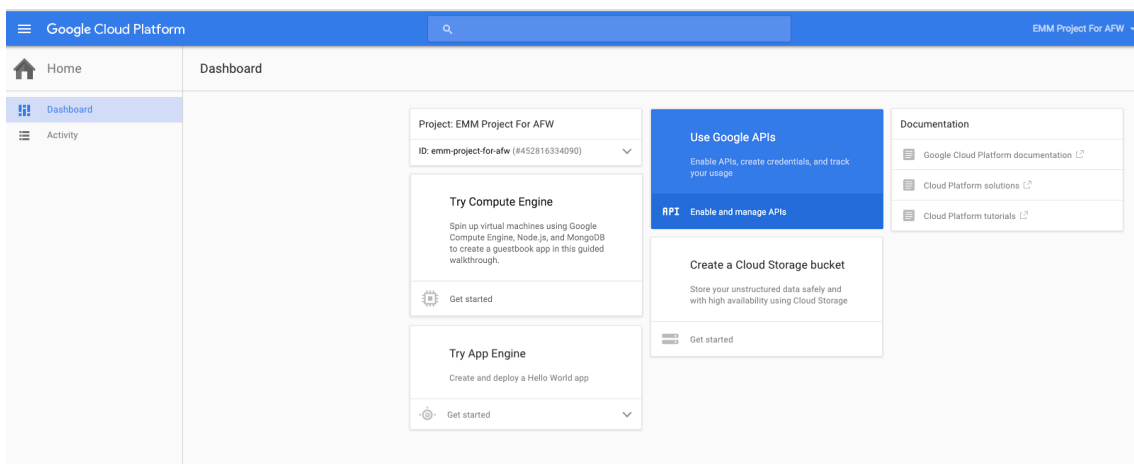 Google Cloud Platform
EMM Project For AFW
Home
Dashboard
Dashboard
Activity
Project: EMM Project For AFW
ID: emm-project-for-afw (#452816334090)
Try Compute Engine
Spin up virtual machines using Google
Compute Engine, Node.js, and MongoDB
to create a guestbook app in this guided
walkthrough.
Get started
Try App Engine
Create and deploy a Hello World app
Get started
Use Google APIs
Enable APIs, create credentials, and track
your usage
API Enable and manage APIs
Create a Cloud Storage bucket
Store your unstructured data safely and
with high availability using Cloud Storage
Get started
Documentation
Google Cloud Platform documentation
Cloud Platform solutions
Cloud Platform tutorials